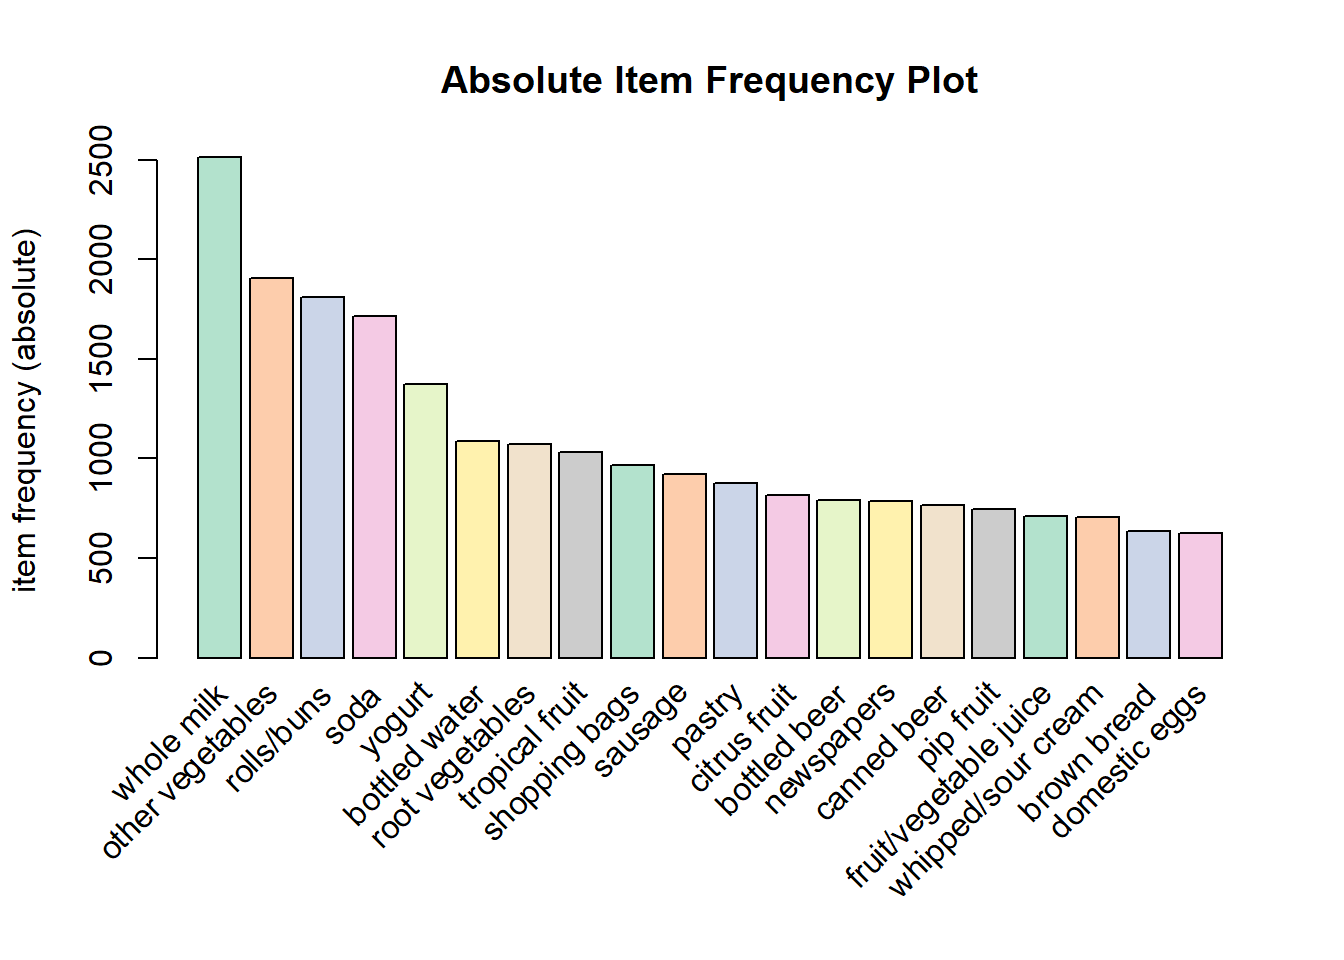 Absolute Item Frequency Plot
item frequency (absolute)
2500
2000
1500
1000
500
0
whole milk
other vegetables
rolls/buns
soda
yogurt
bottled water
root vegetables
tropical fruit
shopping bags
sausage
pastry
citrus fruit
bottled beer
newspapers
canned beer
pip fruit
fruit/vegetable juice
whipped/sour cream
brown bread
domestic eggs